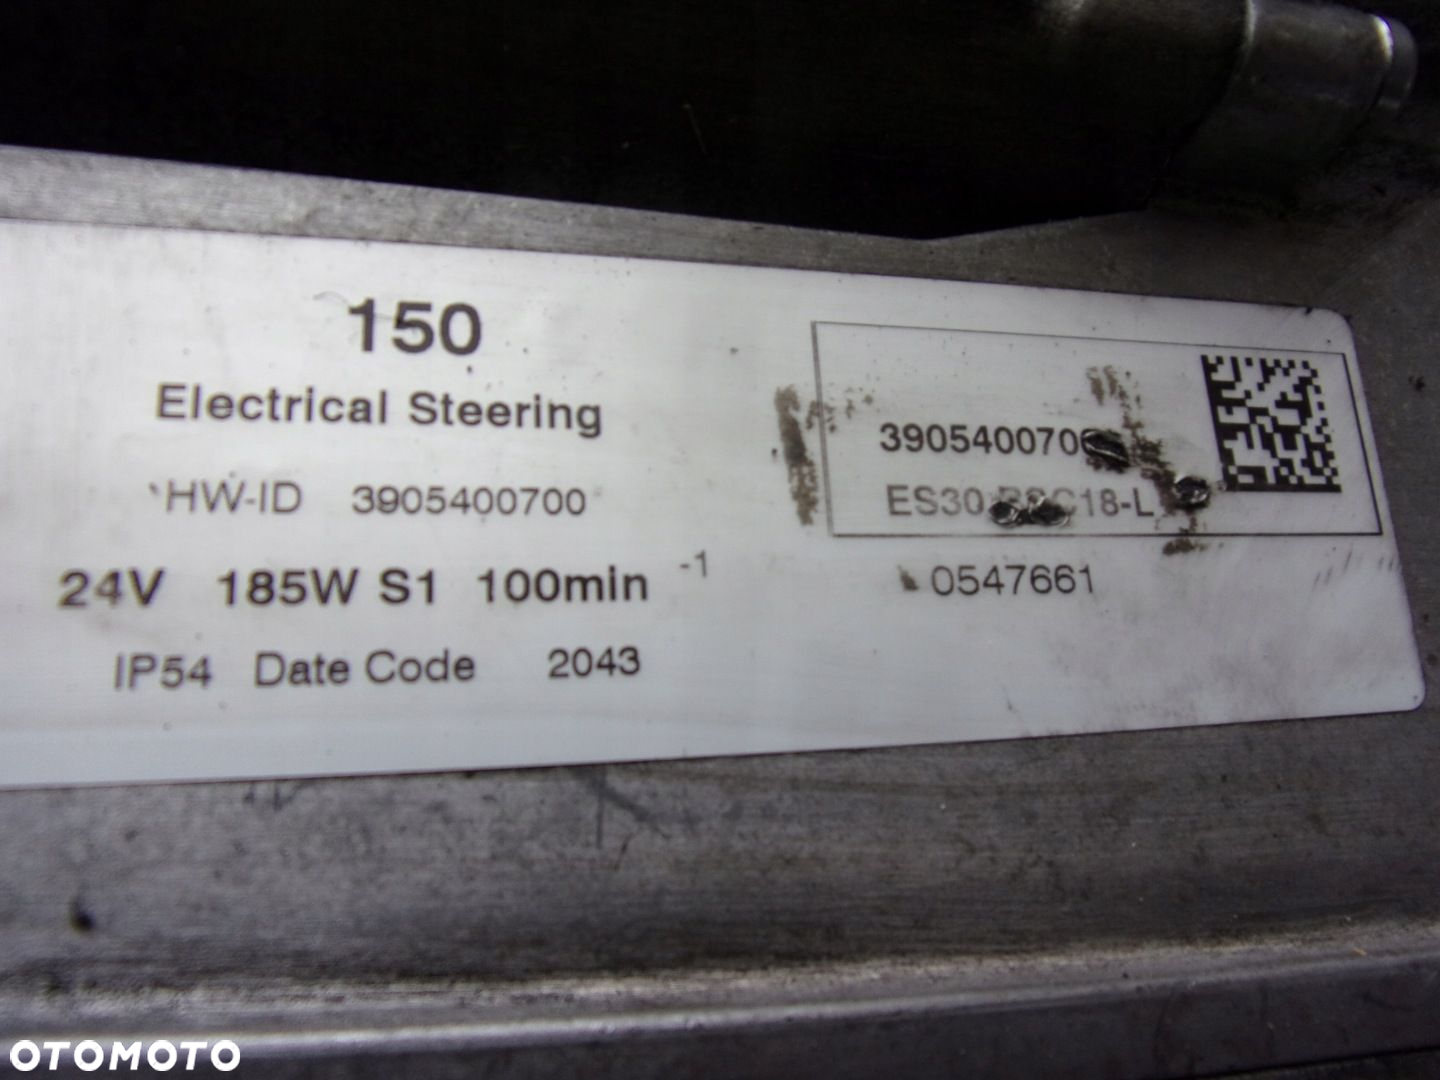 150
Electrical Steering
HW-ID 3905400700
24V 185W S1 100min -1
IP54 Date Code 2043
0547661
OTOMOTO